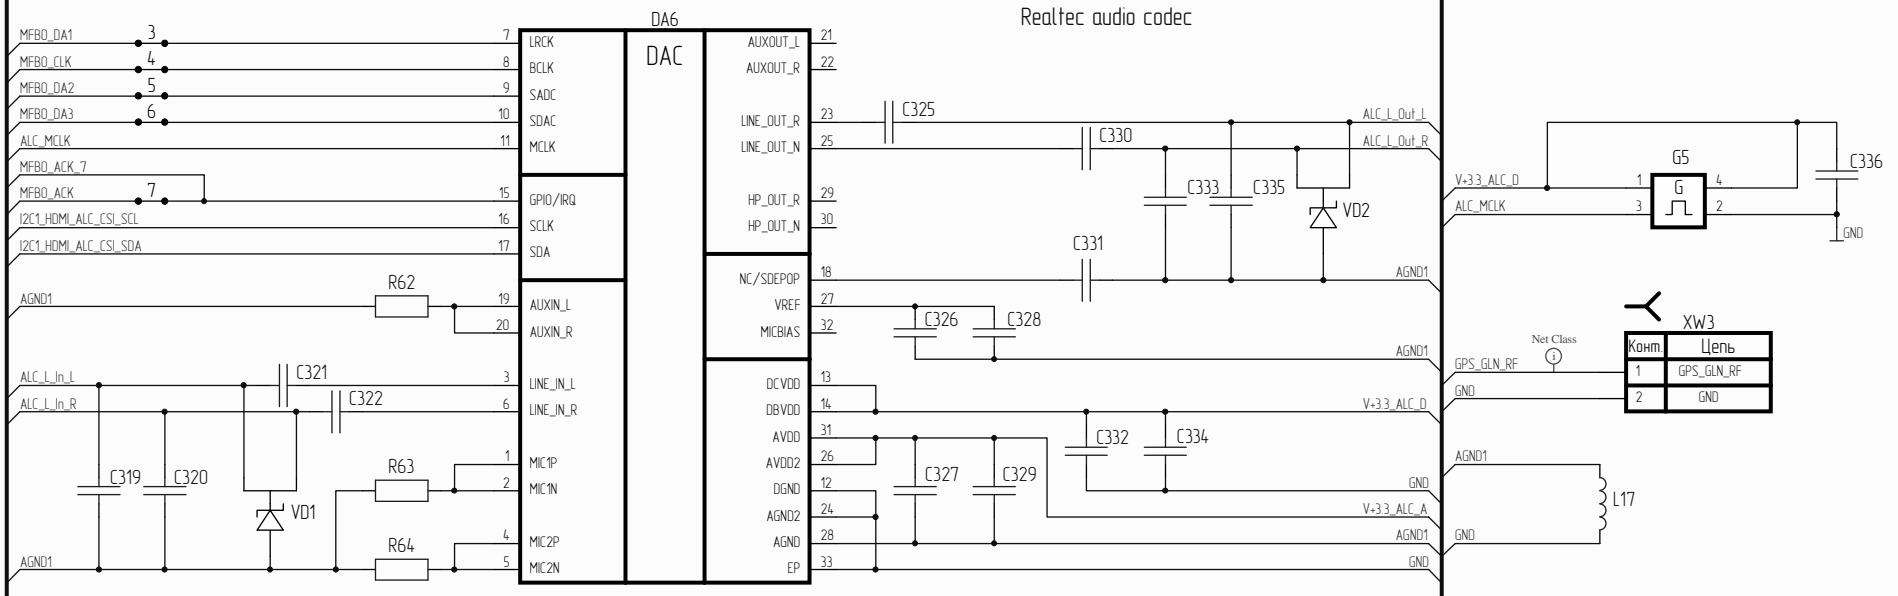 Realtec audio codec
DA6
DAC
MFB0_DA1 3 7 LRCK
MFB0_CLK 4 8 BCLK
MFB0_DA2 5 9 SADC
MFB0_DA3 6 10 SDAC
ALC_MCLK 11 MCLK
MFB0_ACK_7
MFB0_ACK 7 15 GPIO/IRQ
I2C1_HDMI_ALC_CSI_SCL 16 SCLK
I2C1_HDMI_ALC_CSI_SDA 17 SDA
AGND1 R62 19 AUXIN_L
20 AUXIN_R
ALC_L_In_L C321 3 LINE_IN_L
ALC_L_In_R C322 6 LINE_IN_R
1 MIC1P
R63 2 MIC1N
C319 C320 VD1
4 MIC2P
AGND1 R64 5 MIC2N
AUXOUT_L 21
AUXOUT_R 22
LINE_OUT_R 23 C325 ALC_L_Out_L
LINE_OUT_N 25 C330 ALC_L_Out_R
HP_OUT_R 29
HP_OUT_N 30
C333 C335 VD2
NC/SDEPOP 18 C331 AGND1
VREF 27
MICBIAS 32
C326 C328
AGND1
DCVDD 13
DBVDD 14 V+3.3_ALC_D
AVDD 31
AVDD2 26
C332 C334
DGND 12 GND
C327 C329
AGND2 24 V+3.3_ALC_A
AGND 28 AGND1
EP 33 GND
G5
G
C336
V+3.3_ALC_D 1 4
ALC_MCLK 3 2
GND
XW3
Конт. Цепь
1 GPS_GLN_RF
2 GND
Net Class
i
GPS_GLN_RF
GND
AGND1
L17
GND